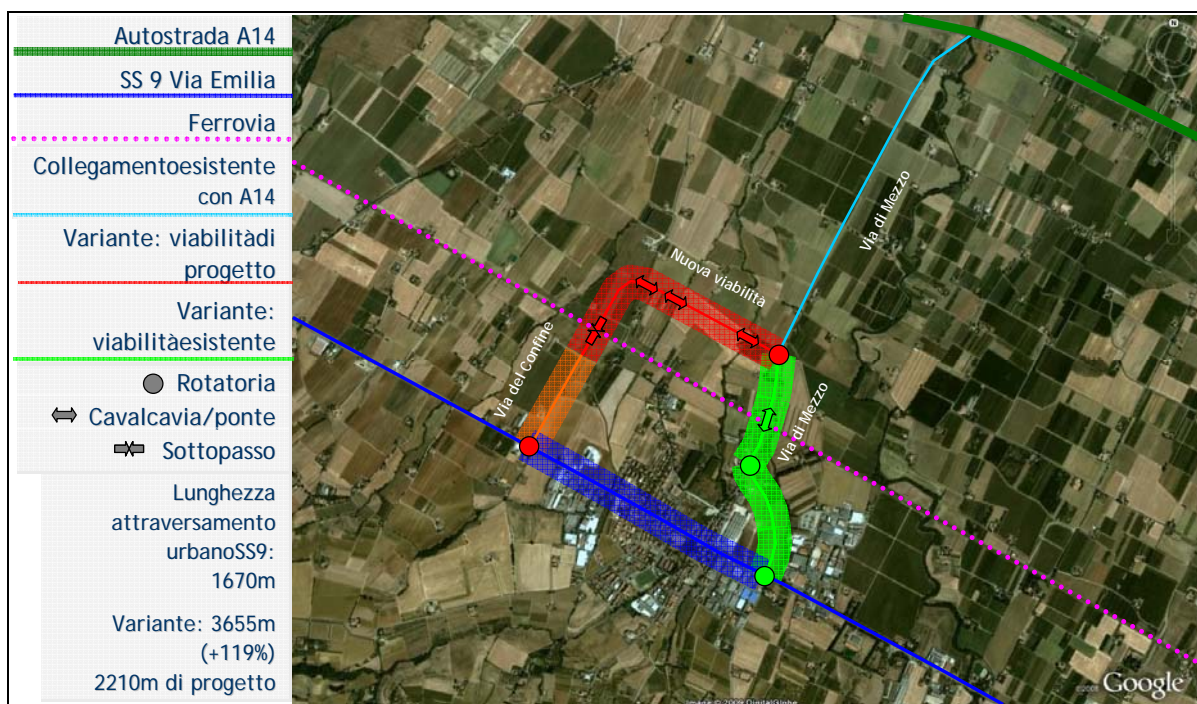 Autostrada A14
SS 9 Via Emilia
Ferrovia
Collegamentoesistente
con A14
Variante: viabilitàdi
progetto
Variante:
viabilitàesistente
Rotatoria
Cavalcavia/ponte
Sottopasso
Lunghezza
attraversamento
urbanoSS9:
1670m
Variante: 3655m
(+119%)
2210m di progetto
N
Via di Mezzo
Nuova viabilità
Via del Confine
Via di Mezzo
Google